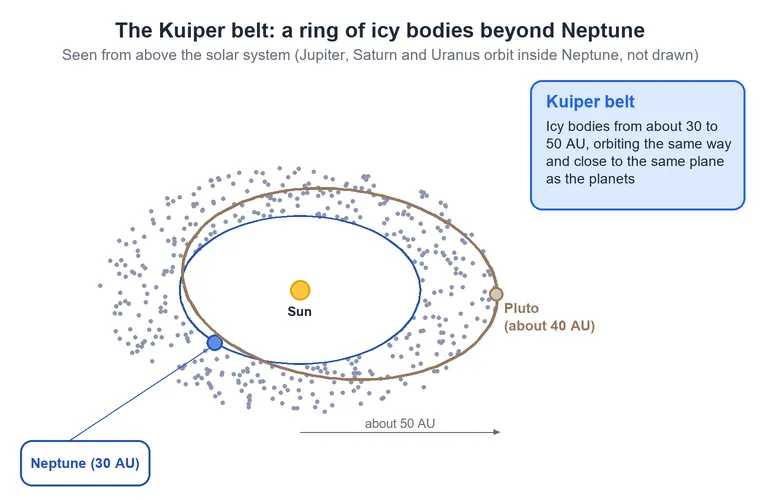 The Kuiper belt: a ring of icy bodies beyond Neptune
Seen from above the solar system (Jupiter, Saturn and Uranus orbit inside Neptune, not drawn)
Kuiper belt
Icy bodies from about 30 to
50 AU, orbiting the same way
and close to the same plane
as the planets
Sun
Pluto
(about 40 AU)
about 50 AU
Neptune (30 AU)